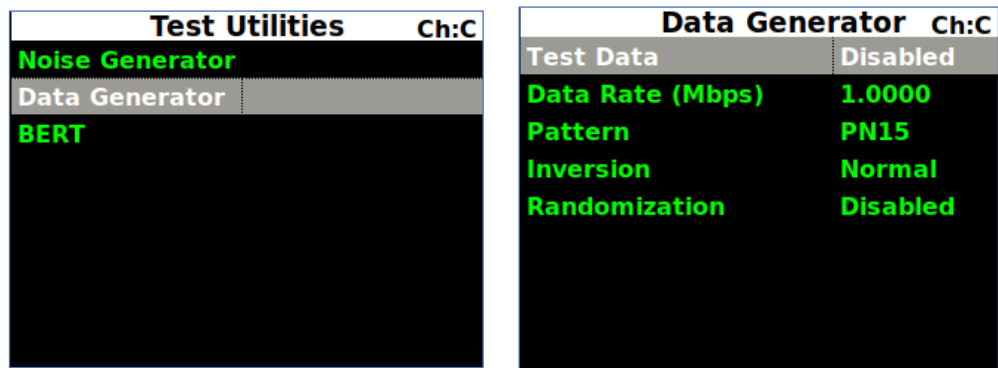 Test Utilities Ch:C
Noise Generator
Data Generator
BERT
Data Generator Ch:C
Test Data Disabled
Data Rate (Mbps) 1.0000
Pattern PN15
Inversion Normal
Randomization Disabled